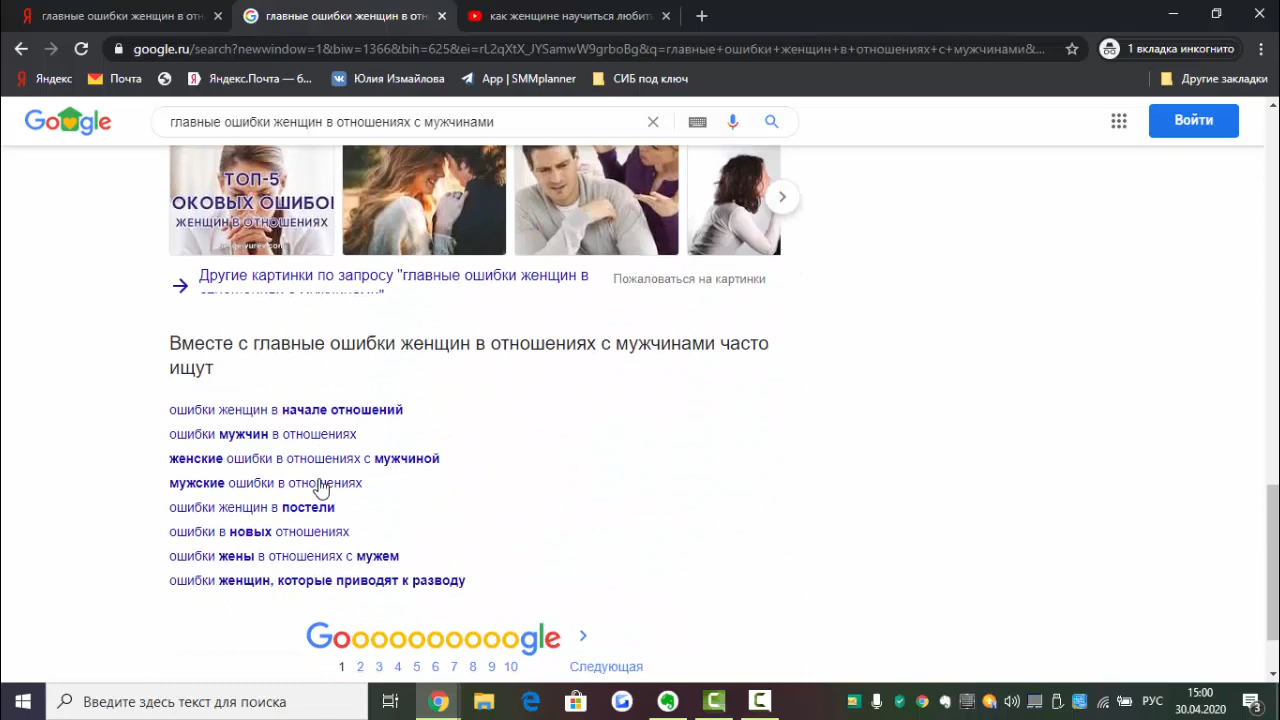 главные ошибки женщин в отн
главные ошибки женщин в отн
как женщине научиться любит
google.ru/search?newwindow=1&biw=1366&bih=625&ei=rL2qXtX_JYSamwW9grboBg&q=главные+ошибки+женщин+в+отношениях+с+мужчинами&...
1 вкладка инкогнито
Яндекс
Почта
Яндекс.Почта — б...
Юлия Измайлова
App | SMMplanner
СИБ под ключ
Другие закладки
Google
главные ошибки женщин в отношениях с мужчинами
Войти
ТОП-5
ОКОВЫХ ОШИБО
ЖЕНЩИН В ОТНОШЕНИЯХ
Другие картинки по запросу "главные ошибки женщин в
отношениях с мужчинами"
Пожаловаться на картинки
Вместе с главные ошибки женщин в отношениях с мужчинами часто
ищут
ошибки женщин в начале отношений
ошибки мужчин в отношениях
женские ошибки в отношениях с мужчиной
мужские ошибки в отношениях
ошибки женщин в постели
ошибки в новых отношениях
ошибки жены в отношениях с мужем
ошибки женщин, которые приводят к разводу
Goooooooooogle
1 2 3 4 5 6 7 8 9 10 Следующая
Введите здесь текст для поиска
РУС
15:00
30.04.2020
3